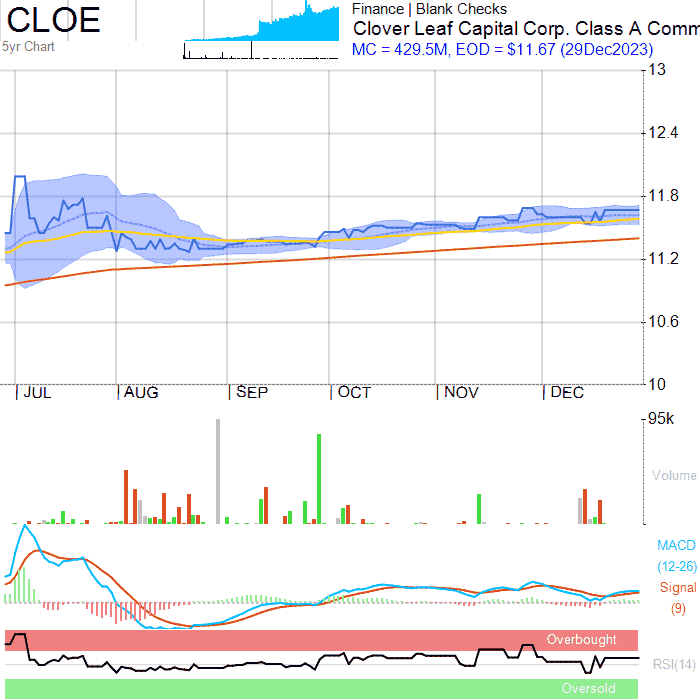 CLOE
5yr Chart
Finance | Blank Checks
Clover Leaf Capital Corp. Class A Comm
MC = 429.5M, EOD = $11.67 (29Dec2023)
13
12.4
11.8
11.2
10.6
10
JUL AUG SEP OCT NOV DEC
95k
Volume
MACD
(12-26)
Signal
(9)
Overbought
RSI(14)
Oversold